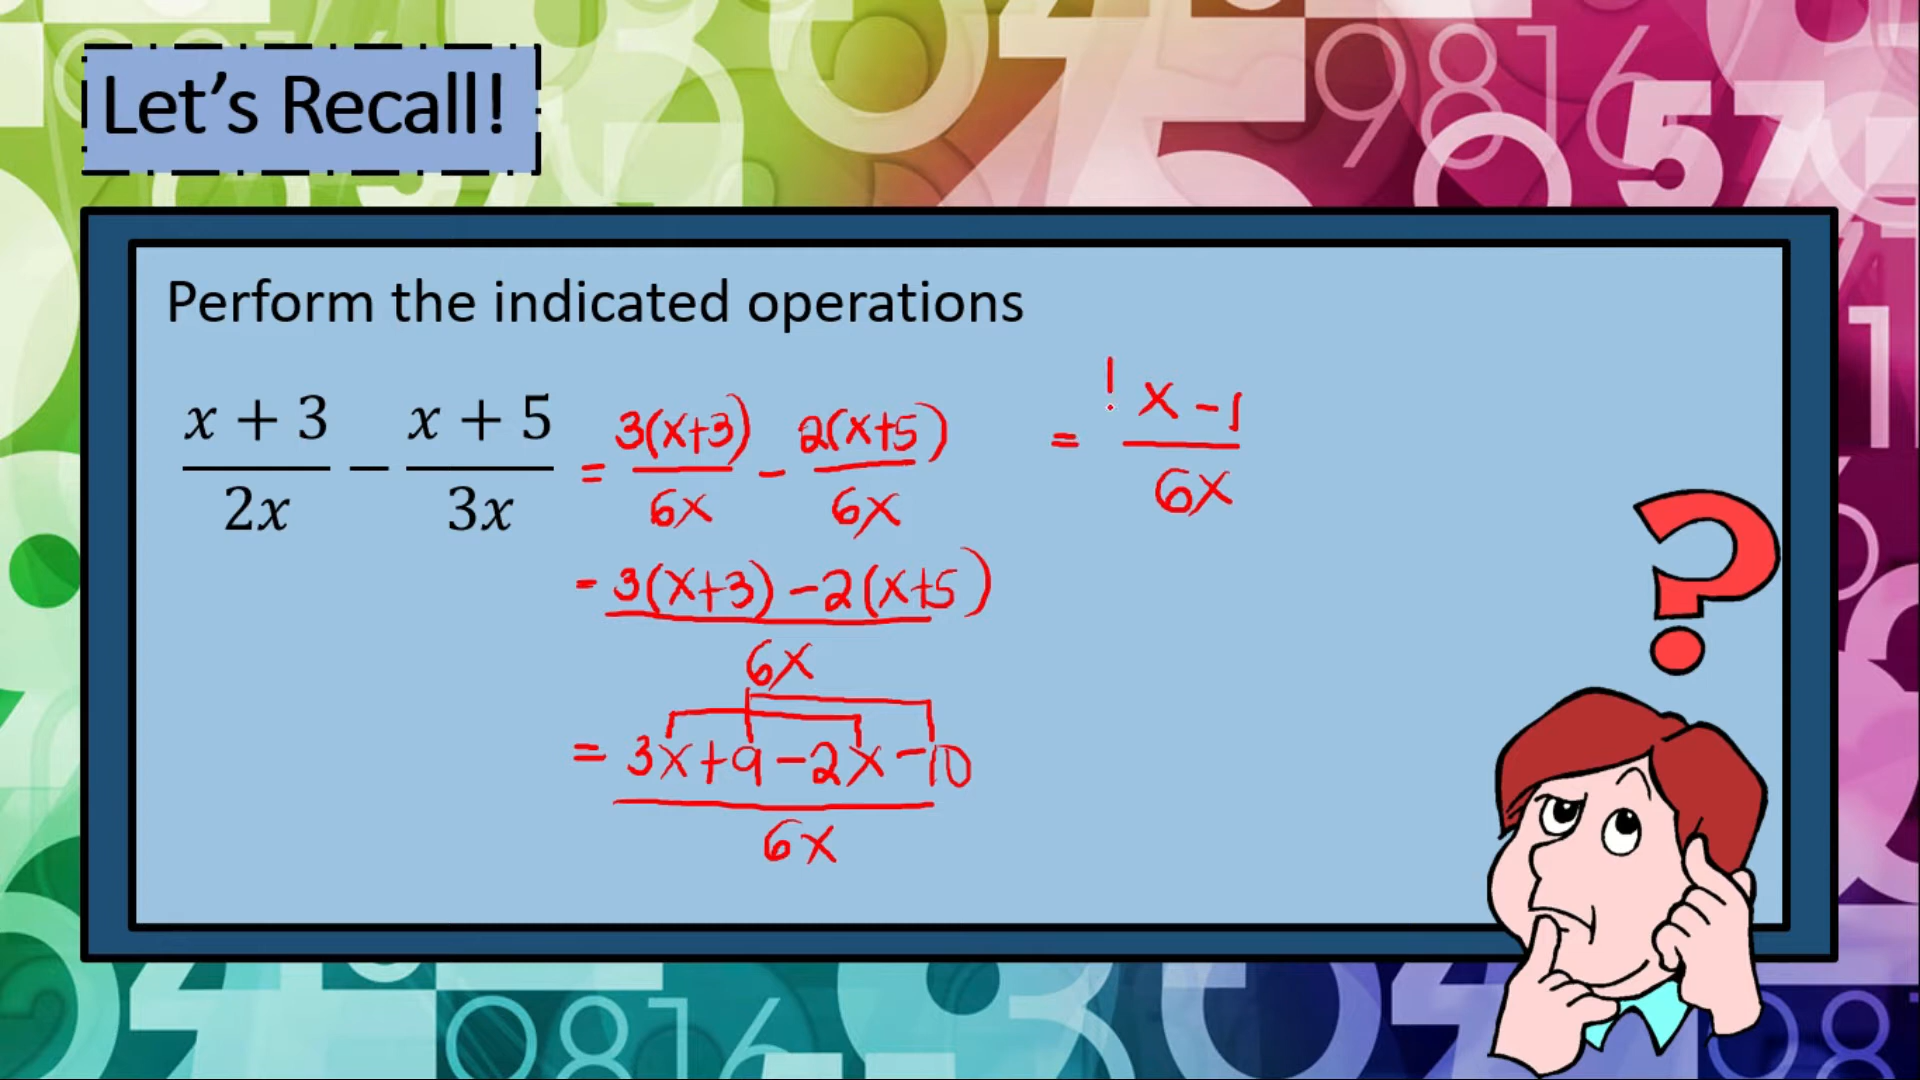 Let's Recall!
Perform the indicated operations
x + 3 / 2x − x + 5 / 3x = 3(x+3) / 6x − 2(x+5) / 6x
- 3(x+3) − 2(x+5) / 6x
= 3x+9−2x−10 / 6x
= x − 1 / 6x
?